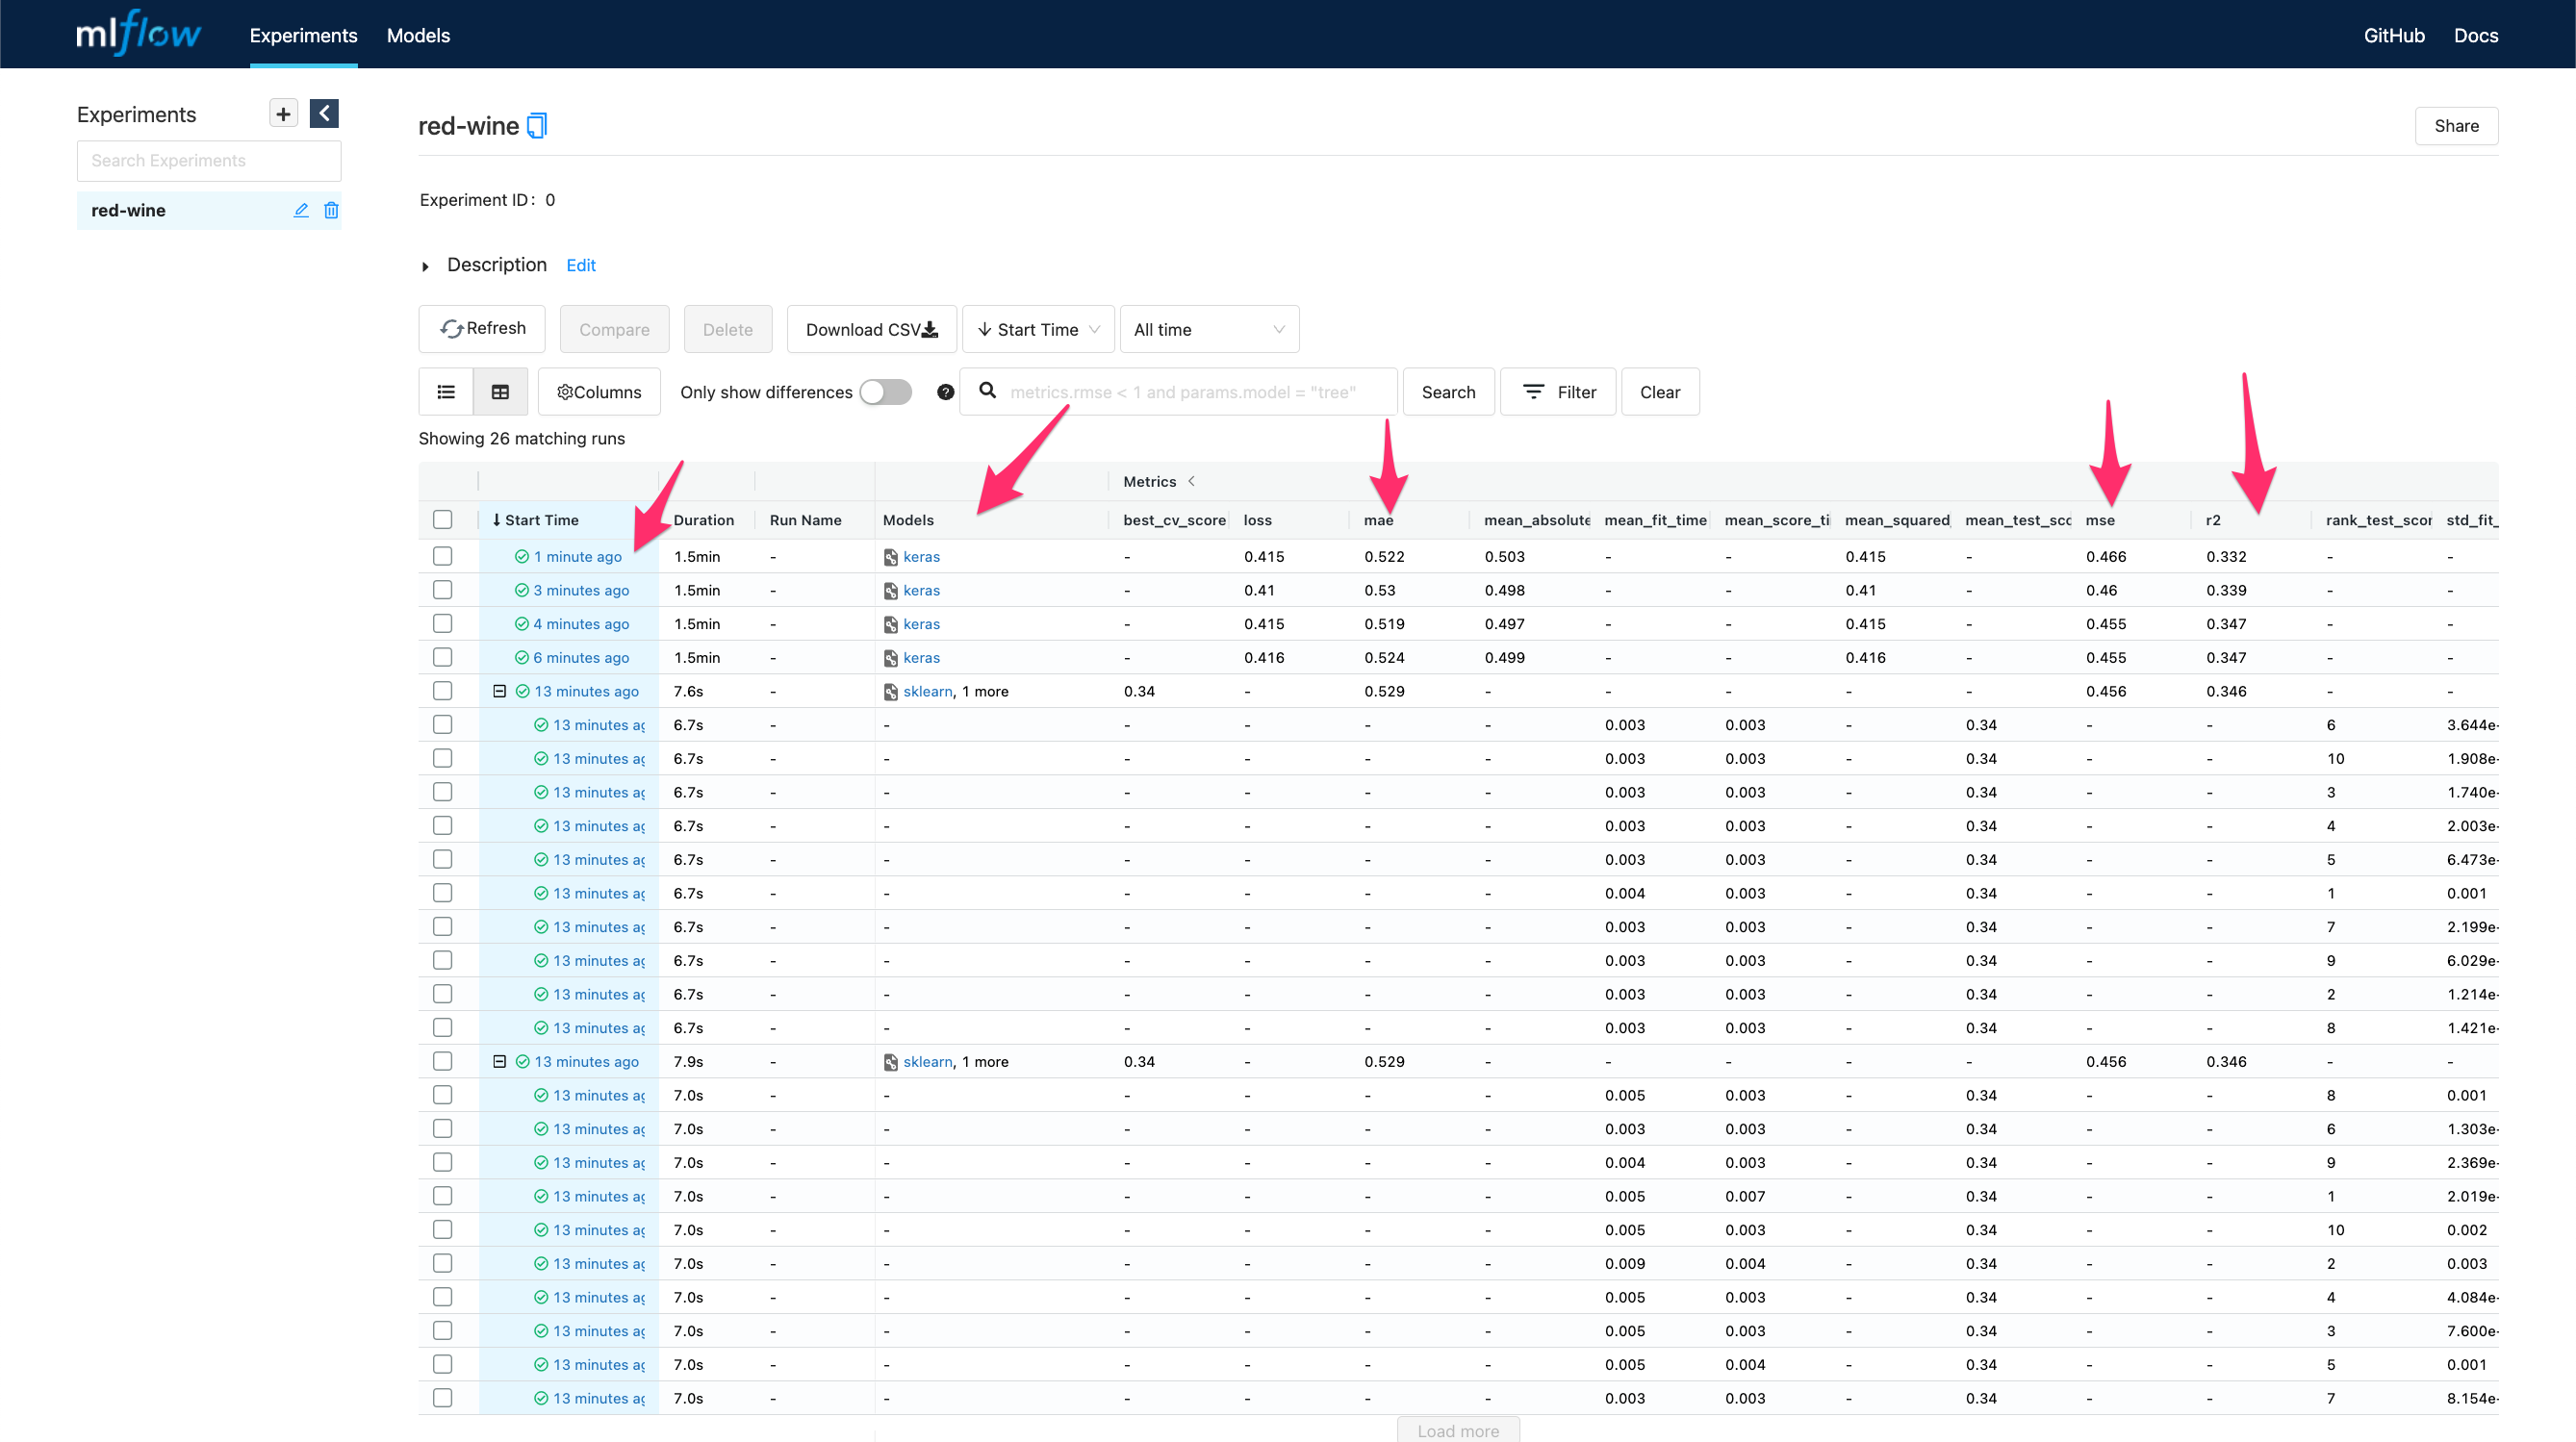 mlflow Experiments Models GitHub Docs
Experiments
Search Experiments
red-wine
red-wine
Share
Experiment ID: 0
Description Edit
Refresh Compare Delete Download CSV Start Time All time
Columns Only show differences metrics.rmse < 1 and params.model = "tree" Search Filter Clear
Showing 26 matching runs
Metrics
Start Time Duration Run Name Models best_cv_score loss mae mean_absolute mean_fit_time mean_score_ti mean_squared_ mean_test_sco mse r2 rank_test_scor std_fit_
1 minute ago 1.5min - keras - 0.415 0.522 0.503 - - 0.415 - 0.466 0.332 - -
3 minutes ago 1.5min - keras - 0.41 0.53 0.498 - - 0.41 - 0.46 0.339 - -
4 minutes ago 1.5min - keras - 0.415 0.519 0.497 - - 0.415 - 0.455 0.347 - -
6 minutes ago 1.5min - keras - 0.416 0.524 0.499 - - 0.416 - 0.455 0.347 - -
13 minutes ago 7.6s - sklearn, 1 more 0.34 - 0.529 - - - - - 0.456 0.346 - -
13 minutes ag 6.7s - - - - - - 0.003 0.003 - 0.34 - - 6 3.644e-
13 minutes ag 6.7s - - - - - - 0.003 0.003 - 0.34 - - 10 1.908e-
13 minutes ag 6.7s - - - - - - 0.003 0.003 - 0.34 - - 3 1.740e-
13 minutes ag 6.7s - - - - - - 0.003 0.003 - 0.34 - - 4 2.003e-
13 minutes ag 6.7s - - - - - - 0.003 0.003 - 0.34 - - 5 6.473e-
13 minutes ag 6.7s - - - - - - 0.004 0.003 - 0.34 - - 1 0.001
13 minutes ag 6.7s - - - - - - 0.003 0.003 - 0.34 - - 7 2.199e-
13 minutes ag 6.7s - - - - - - 0.003 0.003 - 0.34 - - 9 6.029e-
13 minutes ag 6.7s - - - - - - 0.003 0.003 - 0.34 - - 2 1.214e-
13 minutes ag 6.7s - - - - - - 0.003 0.003 - 0.34 - - 8 1.421e-
13 minutes ago 7.9s - sklearn, 1 more 0.34 - 0.529 - - - - - 0.456 0.346 - -
13 minutes ag 7.0s - - - - - - 0.005 0.003 - 0.34 - - 8 0.001
13 minutes ag 7.0s - - - - - - 0.003 0.003 - 0.34 - - 6 1.303e-
13 minutes ag 7.0s - - - - - - 0.004 0.003 - 0.34 - - 9 2.369e-
13 minutes ag 7.0s - - - - - - 0.005 0.007 - 0.34 - - 1 2.019e-
13 minutes ag 7.0s - - - - - - 0.005 0.003 - 0.34 - - 10 0.002
13 minutes ag 7.0s - - - - - - 0.009 0.004 - 0.34 - - 2 0.003
13 minutes ag 7.0s - - - - - - 0.005 0.003 - 0.34 - - 4 4.084e-
13 minutes ag 7.0s - - - - - - 0.005 0.003 - 0.34 - - 3 7.600e-
13 minutes ag 7.0s - - - - - - 0.005 0.004 - 0.34 - - 5 0.001
13 minutes ag 7.0s - - - - - - 0.003 0.003 - 0.34 - - 7 8.154e-
Load more